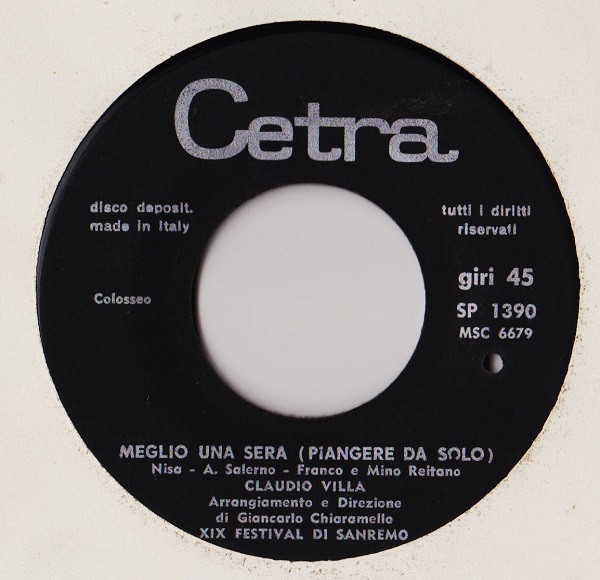 Cetra
disco deposit.
made in Italy
tutti i diritti
riservati
Colosseo
giri 45
SP 1390
MSC 6679
MEGLIO UNA SERA (PIANGERE DA SOLO)
Nisa - A. Salerno - Franco e Mino Reitano
CLAUDIO VILLA
Arrangiamento e Direzione
di Giancarlo Chiaramello
XIX FESTIVAL DI SANREMO